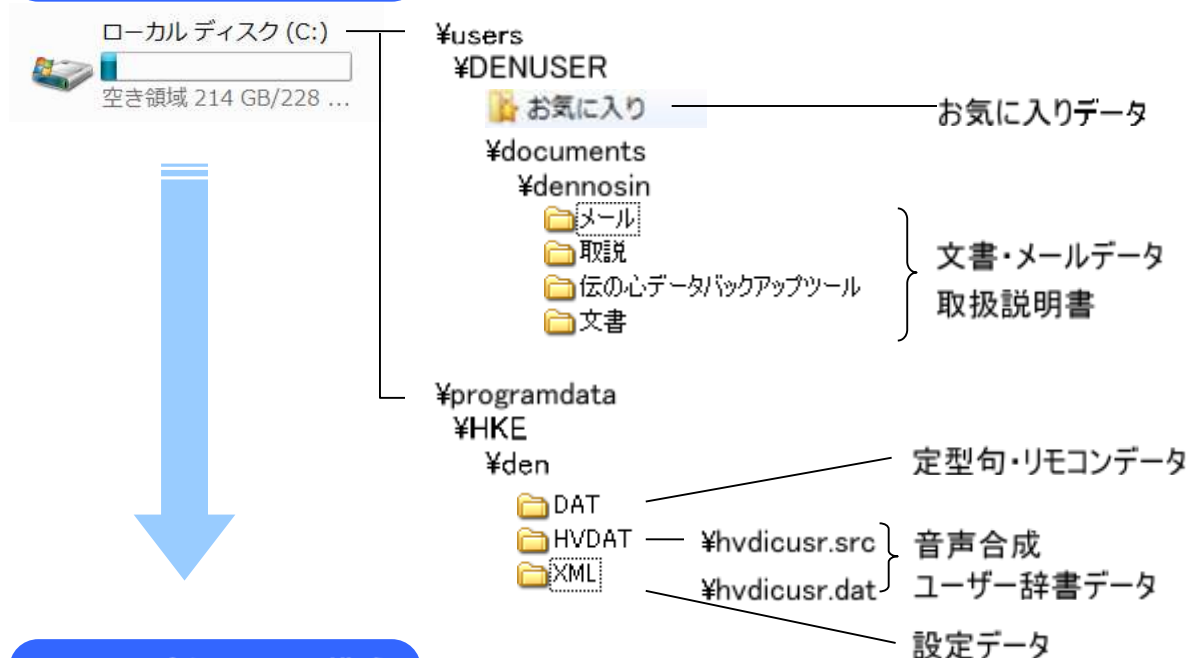 ローカル ディスク (C:)
空き領域 214 GB/228 ...
¥users
¥DENUSER
お気に入り
お気に入りデータ
¥documents
¥dennosin
メール
取説
伝の心データバックアップツール
文書
文書・メールデータ
取扱説明書
¥programdata
¥HKE
¥den
DAT
定型句・リモコンデータ
HVDAT
¥hvdicusr.src
¥hvdicusr.dat
音声合成
ユーザー辞書データ
XML
設定データ